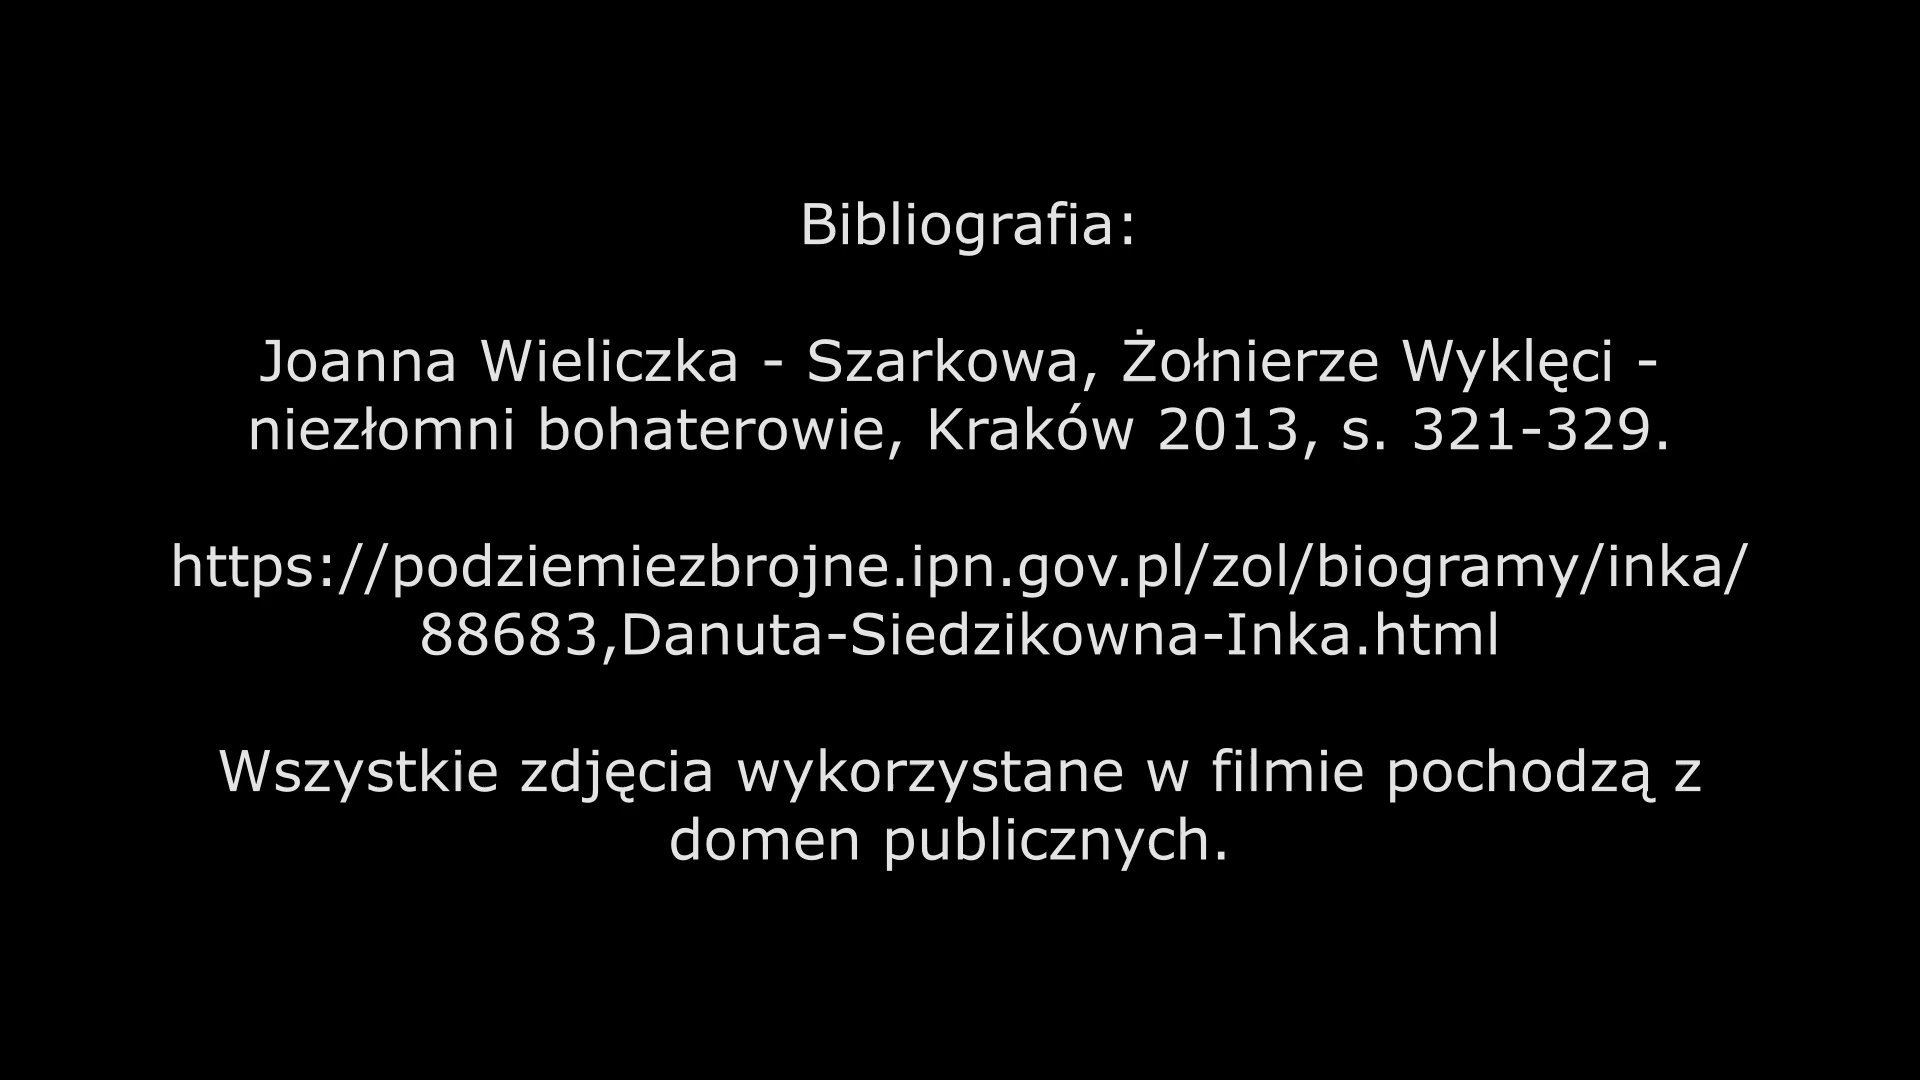 Bibliografia:
Joanna Wieliczka - Szarkowa, Żołnierze Wyklęci -
niezłomni bohaterowie, Kraków 2013, s. 321-329.
https://podziemiezbrojne.ipn.gov.pl/zol/biogramy/inka/
88683,Danuta-Siedzikowna-Inka.html
Wszystkie zdjęcia wykorzystane w filmie pochodzą z
domen publicznych.